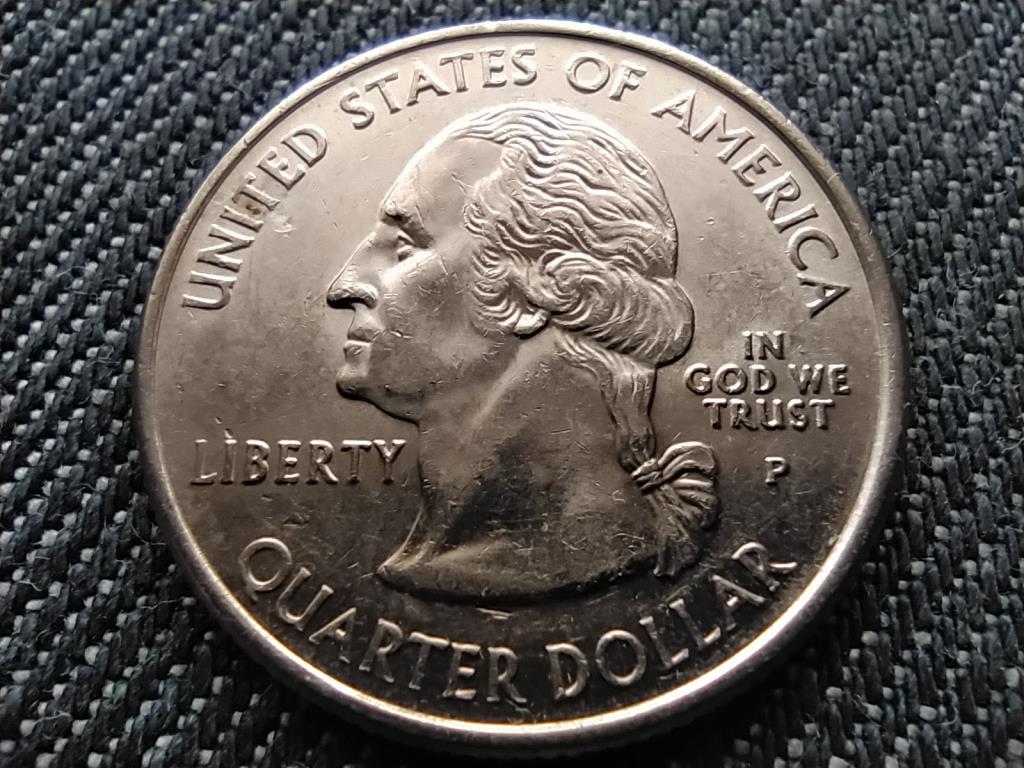 UNITED STATES OF AMERICA
IN
GOD WE
TRUST
LIBERTY
P
QUARTER DOLLAR